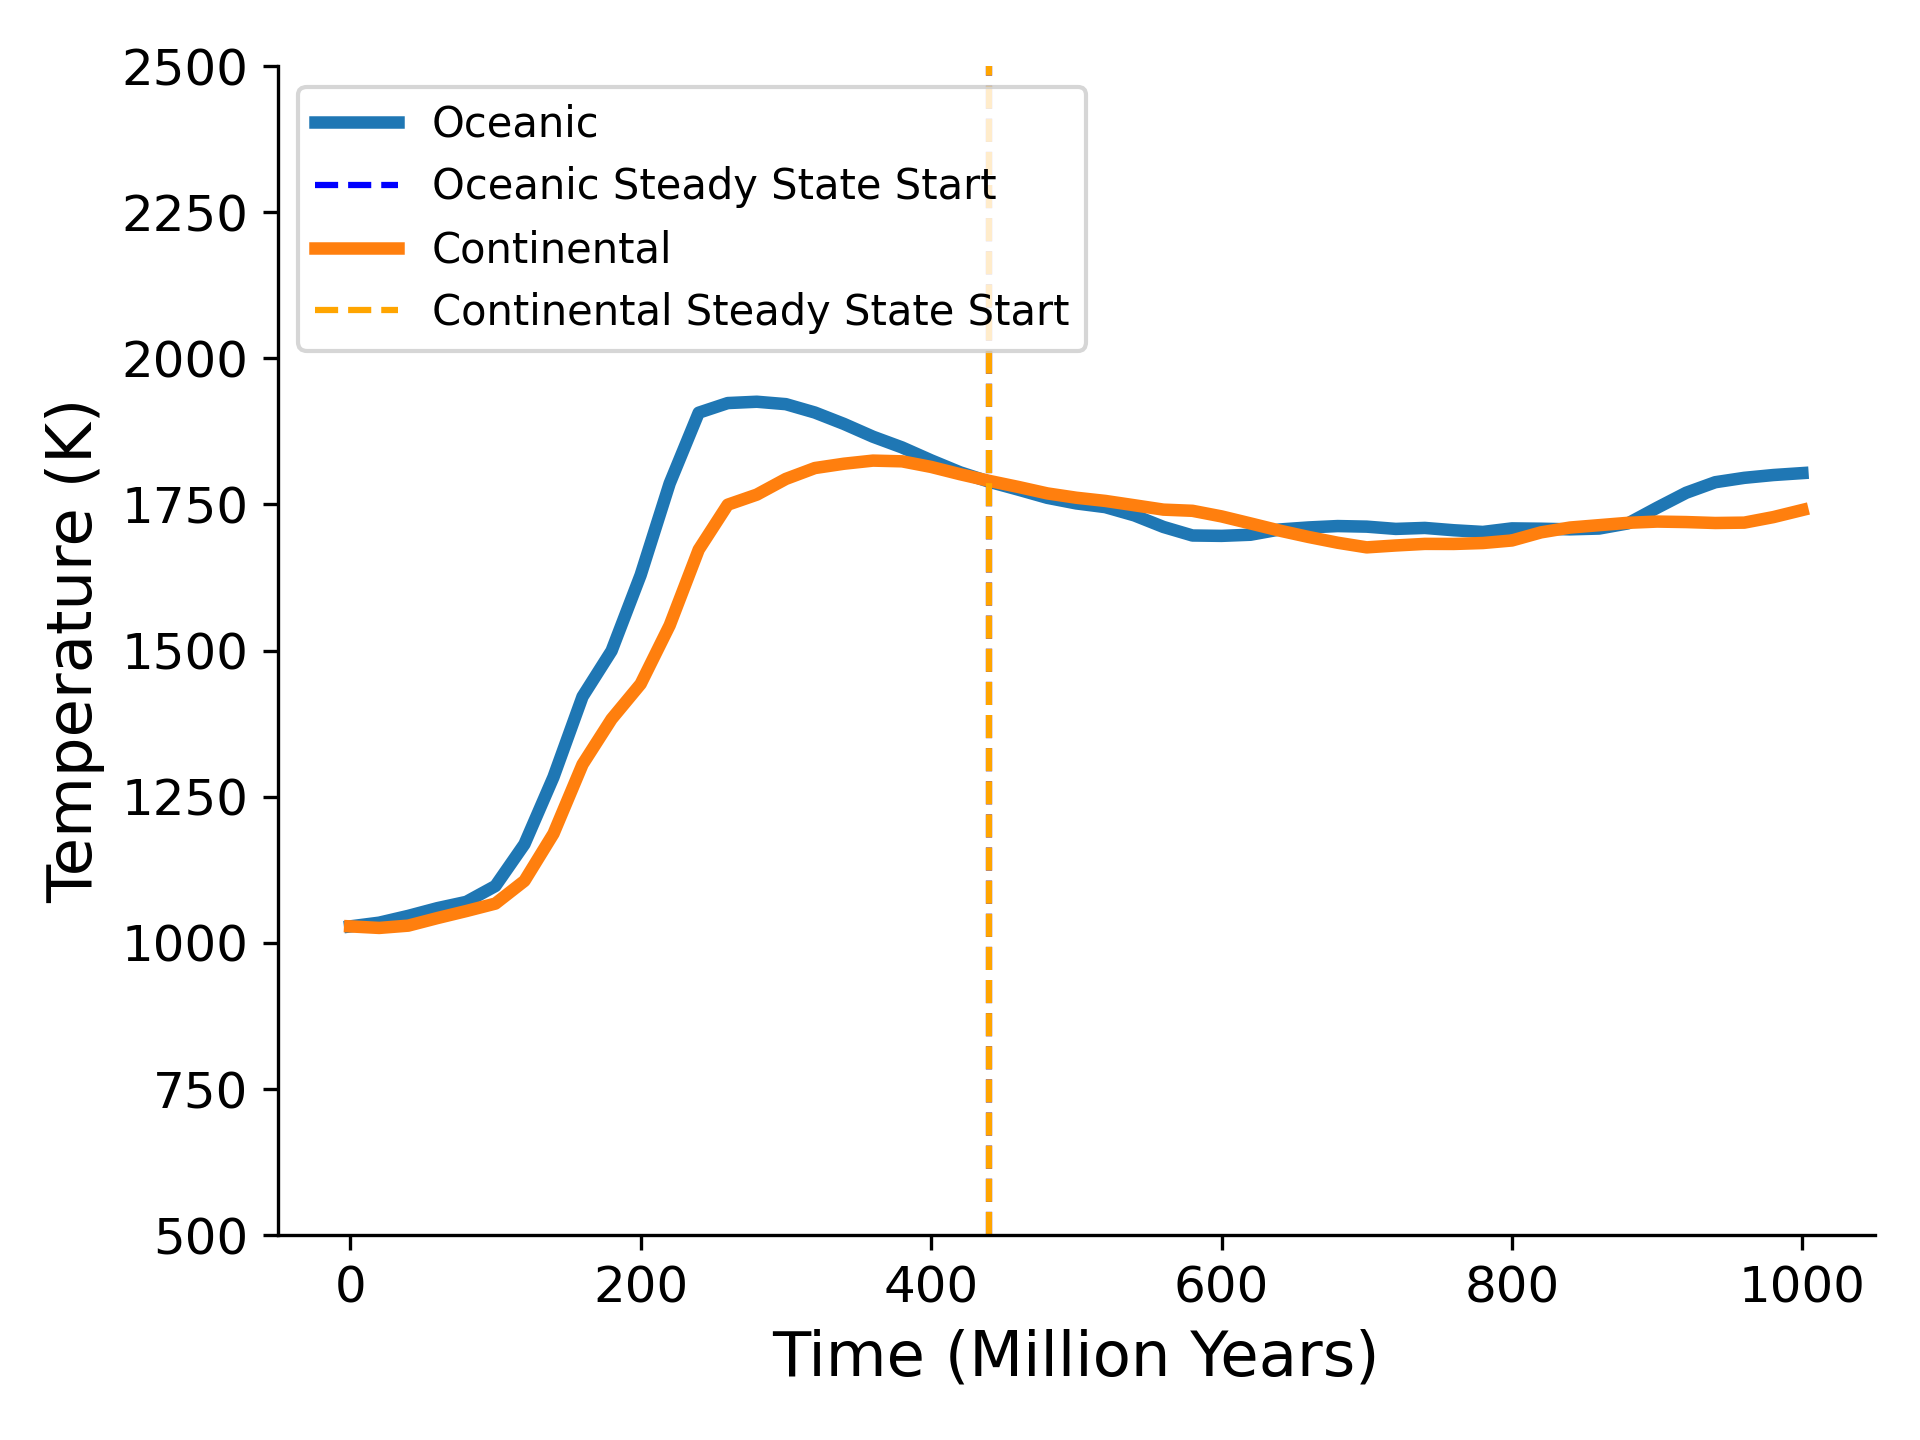 2500
2250
2000
1750
1500
1250
1000
750
500
Temperature (K)
Oceanic
Oceanic Steady State Start
Continental
Continental Steady State Start
0 200 400 600 800 1000
Time (Million Years)